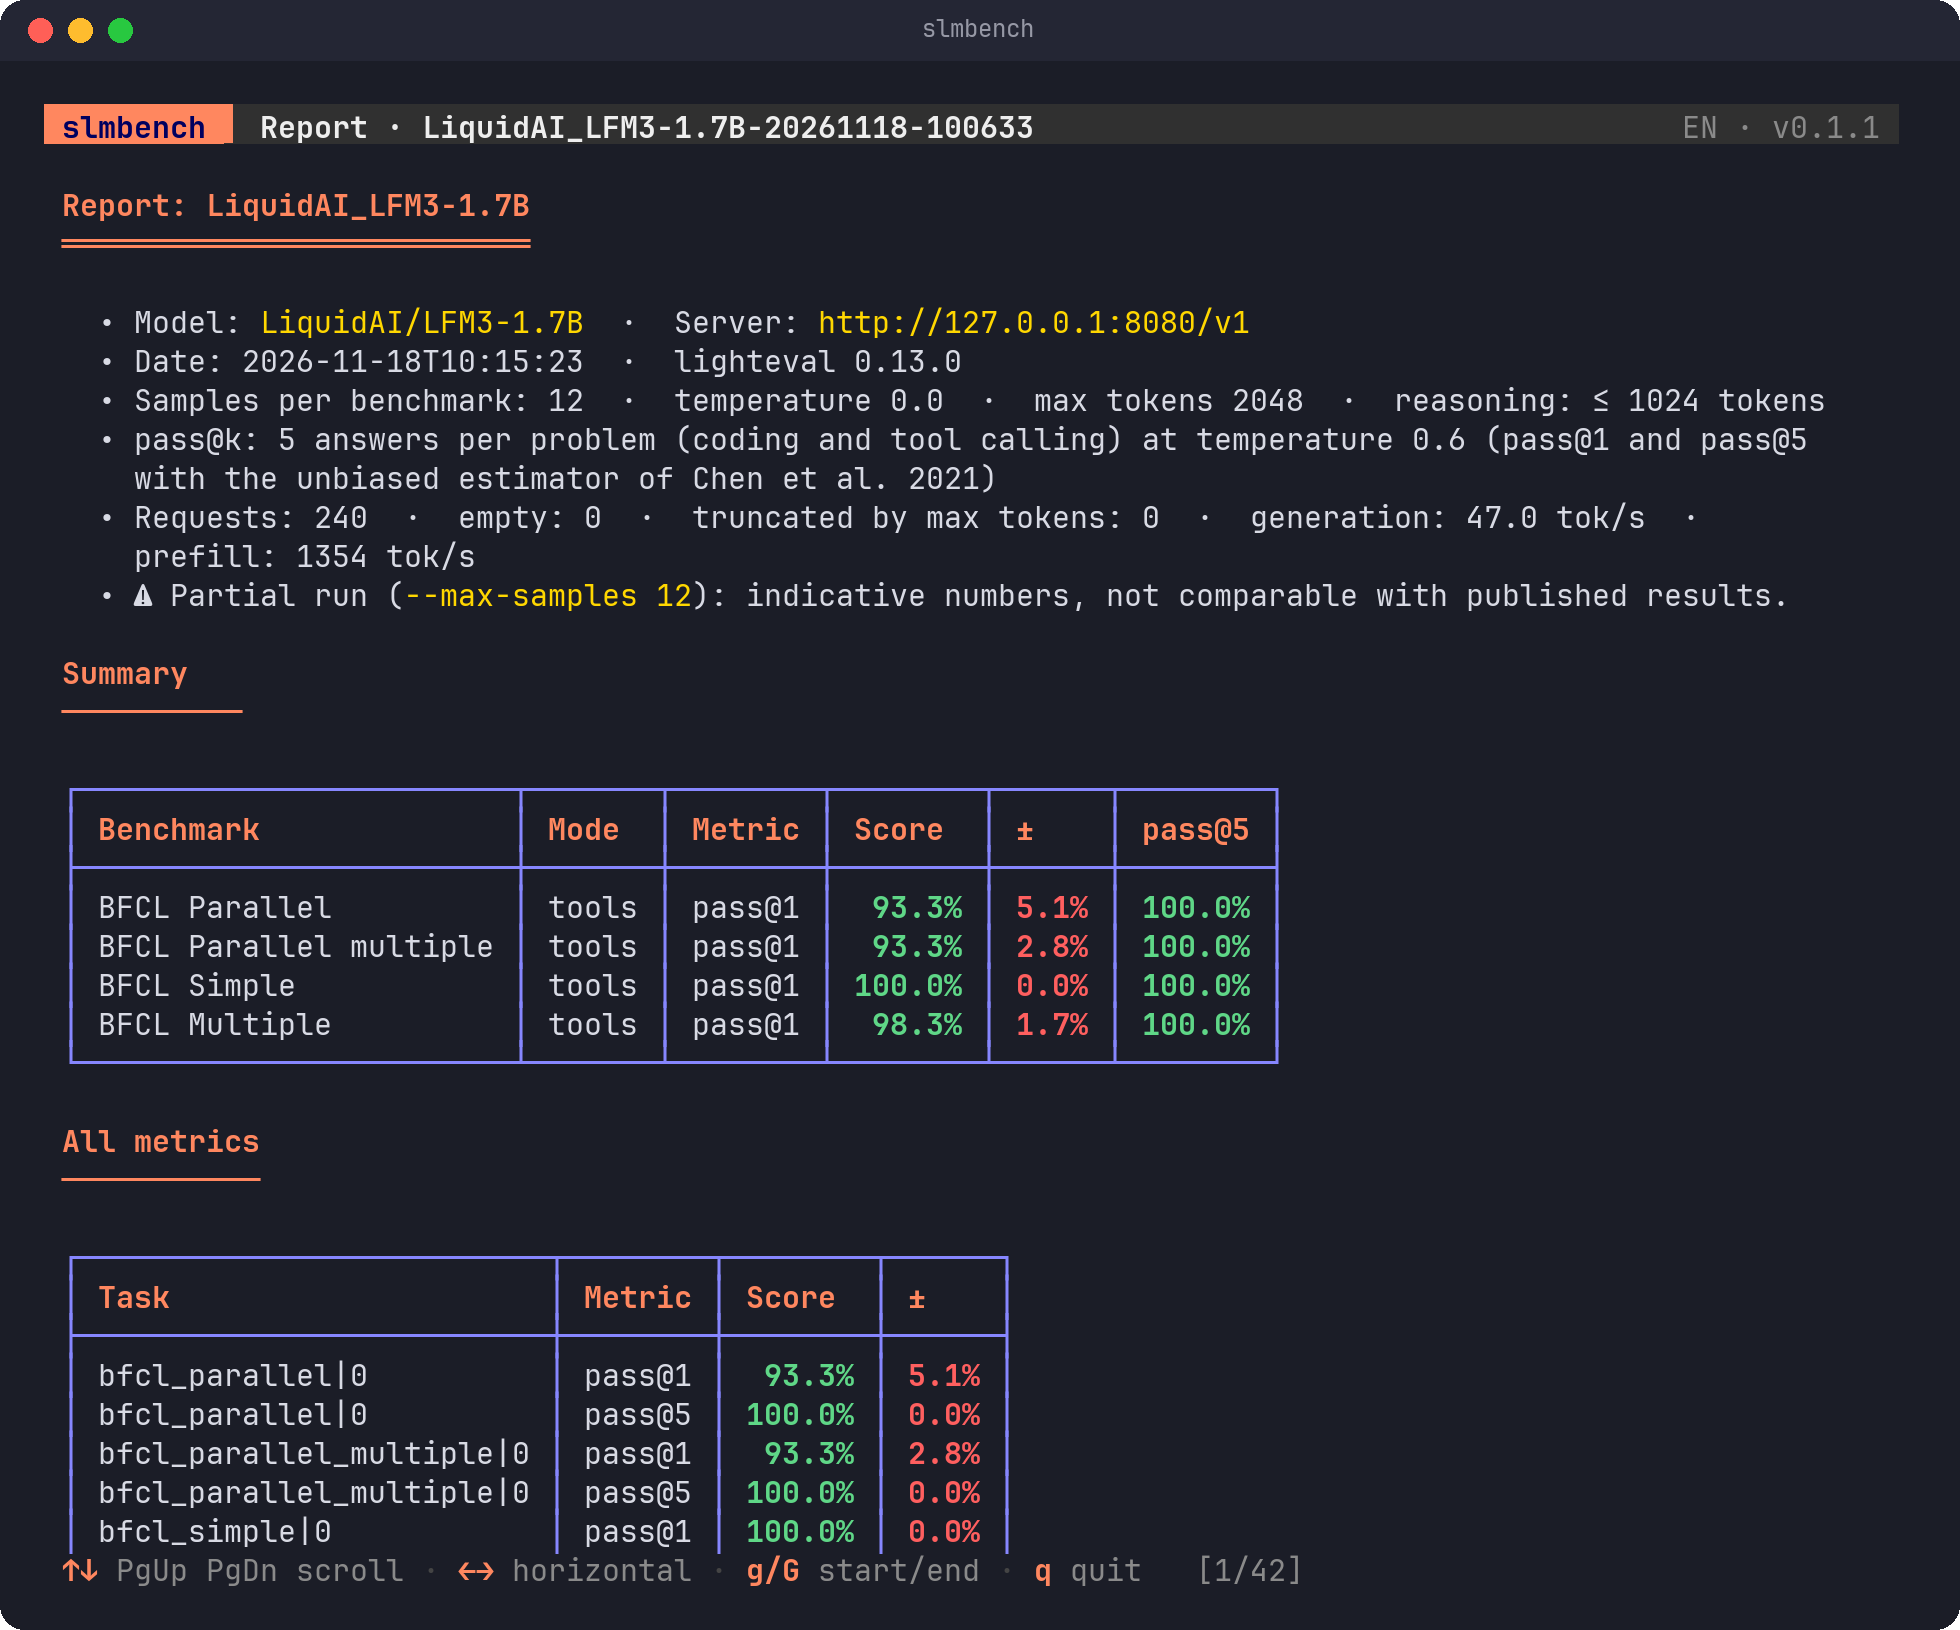 slmbench
slmbench Report · LiquidAI_LFM3-1.7B-20261118-100633 EN · v0.1.1
Report: LiquidAI_LFM3-1.7B
• Model: LiquidAI/LFM3-1.7B · Server: http://127.0.0.1:8080/v1
• Date: 2026-11-18T10:15:23 · lighteval 0.13.0
• Samples per benchmark: 12 · temperature 0.0 · max tokens 2048 · reasoning: ≤ 1024 tokens
• pass@k: 5 answers per problem (coding and tool calling) at temperature 0.6 (pass@1 and pass@5
with the unbiased estimator of Chen et al. 2021)
• Requests: 240 · empty: 0 · truncated by max tokens: 0 · generation: 47.0 tok/s ·
prefill: 1354 tok/s
• ⚠ Partial run (--max-samples 12): indicative numbers, not comparable with published results.
Summary
Benchmark Mode Metric Score ± pass@5
BFCL Parallel tools pass@1 93.3% 5.1% 100.0%
BFCL Parallel multiple tools pass@1 93.3% 2.8% 100.0%
BFCL Simple tools pass@1 100.0% 0.0% 100.0%
BFCL Multiple tools pass@1 98.3% 1.7% 100.0%
All metrics
Task Metric Score ±
bfcl_parallel|0 pass@1 93.3% 5.1%
bfcl_parallel|0 pass@5 100.0% 0.0%
bfcl_parallel_multiple|0 pass@1 93.3% 2.8%
bfcl_parallel_multiple|0 pass@5 100.0% 0.0%
bfcl_simple|0 pass@1 100.0% 0.0%
↑↓ PgUp PgDn scroll · ←→ horizontal · g/G start/end · q quit [1/42]